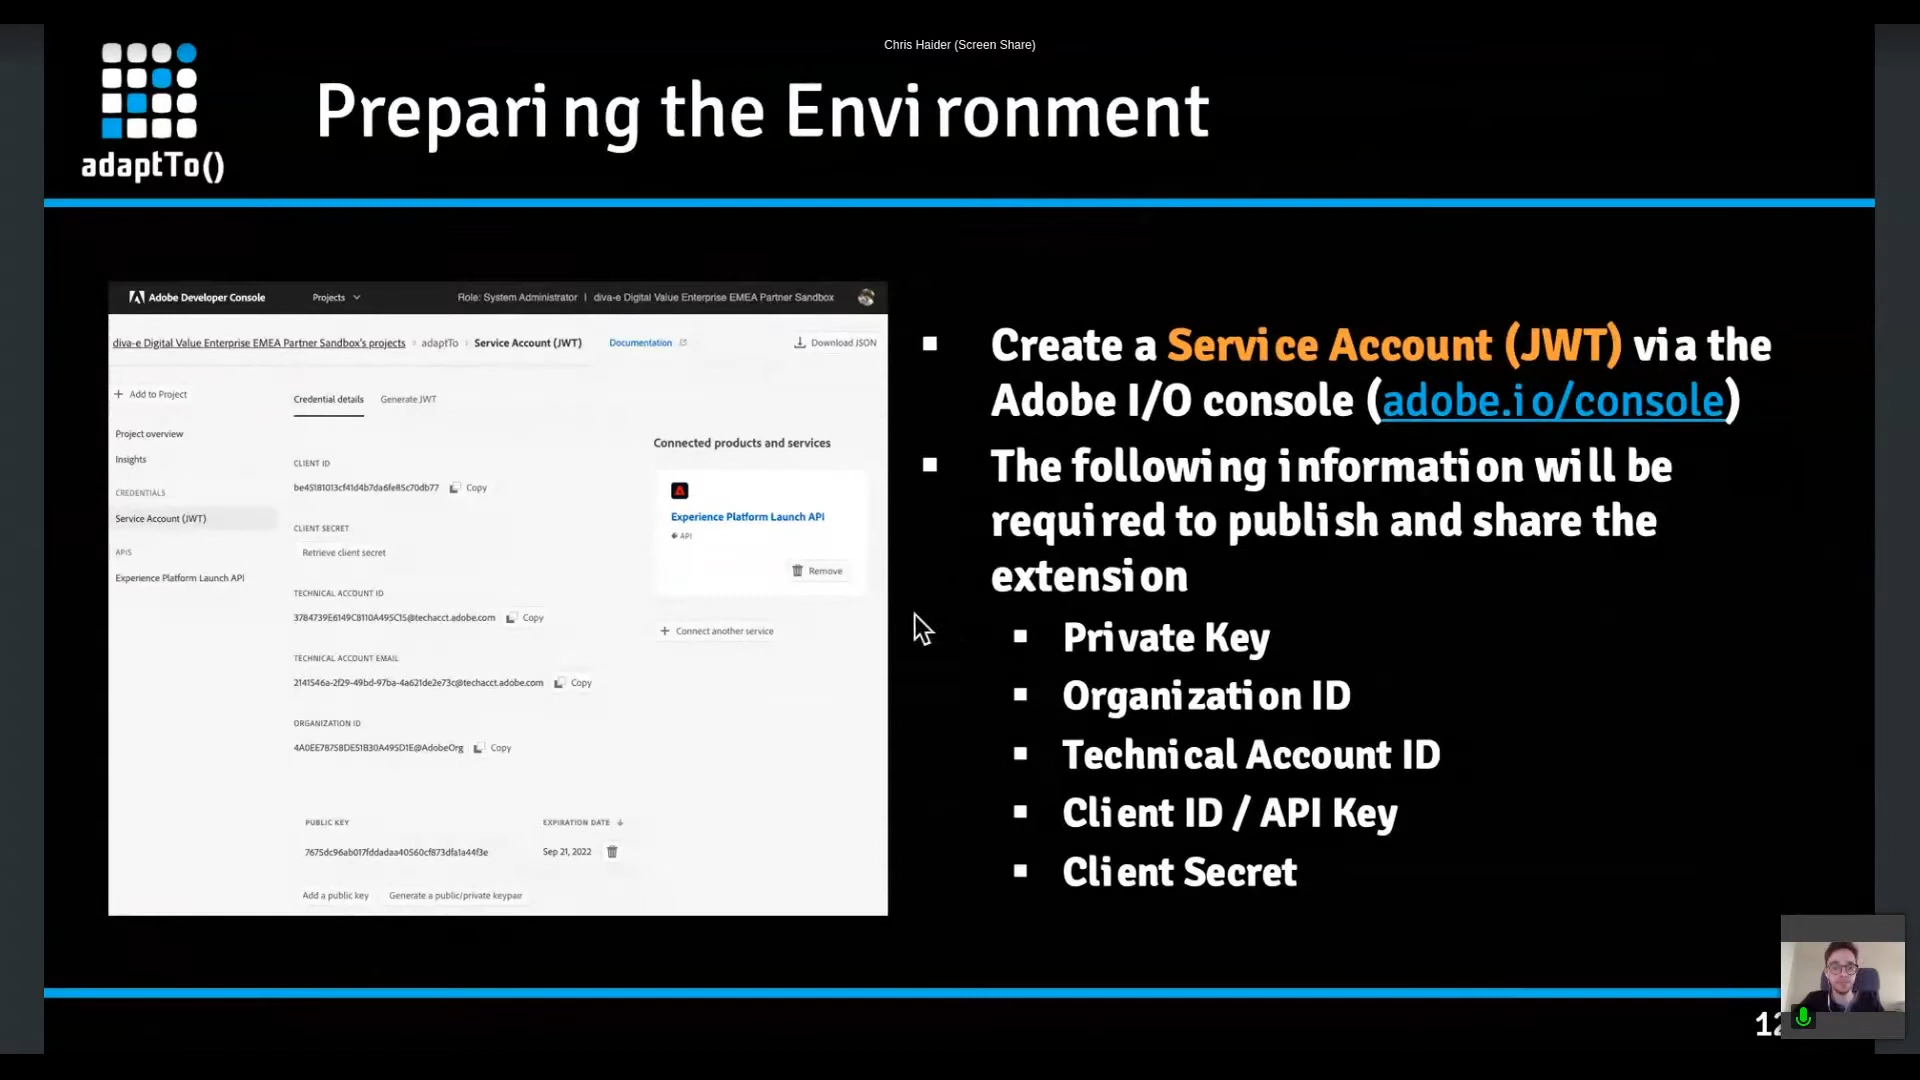 Chris Haider (Screen Share)
adaptTo()
Preparing the Environment
Adobe Developer Console
Projects
Role: System Administrator | diva-e Digital Value Enterprise EMEA Partner Sandbox
diva-e Digital Value Enterprise EMEA Partner Sandbox's projects › adaptTo › Service Account (JWT)
Documentation
Download JSON
+ Add to Project
Project overview
Insights
CREDENTIALS
Service Account (JWT)
APIS
Experience Platform Launch API
Credential details
Generate JWT
CLIENT ID
be45181013cf41d4b7da6fe85c70db77 Copy
CLIENT SECRET
Retrieve client secret
TECHNICAL ACCOUNT ID
3784739E6149C8110A495C15@techacct.adobe.com Copy
TECHNICAL ACCOUNT EMAIL
2141546a-2f29-49bd-97ba-4a621de2e73c@techacct.adobe.com Copy
ORGANIZATION ID
4A0EE78758DE51B30A495D1E@AdobeOrg Copy
PUBLIC KEY
EXPIRATION DATE
7675dc96ab017fddadaa40560cf873dfa1a44f3e
Sep 21, 2022
Add a public key
Generate a public/private keypair
Connected products and services
Experience Platform Launch API
API
Remove
+ Connect another service
▪ Create a Service Account (JWT) via the
Adobe I/O console (adobe.io/console)
▪ The following information will be
required to publish and share the
extension
▪ Private Key
▪ Organization ID
▪ Technical Account ID
▪ Client ID / API Key
▪ Client Secret